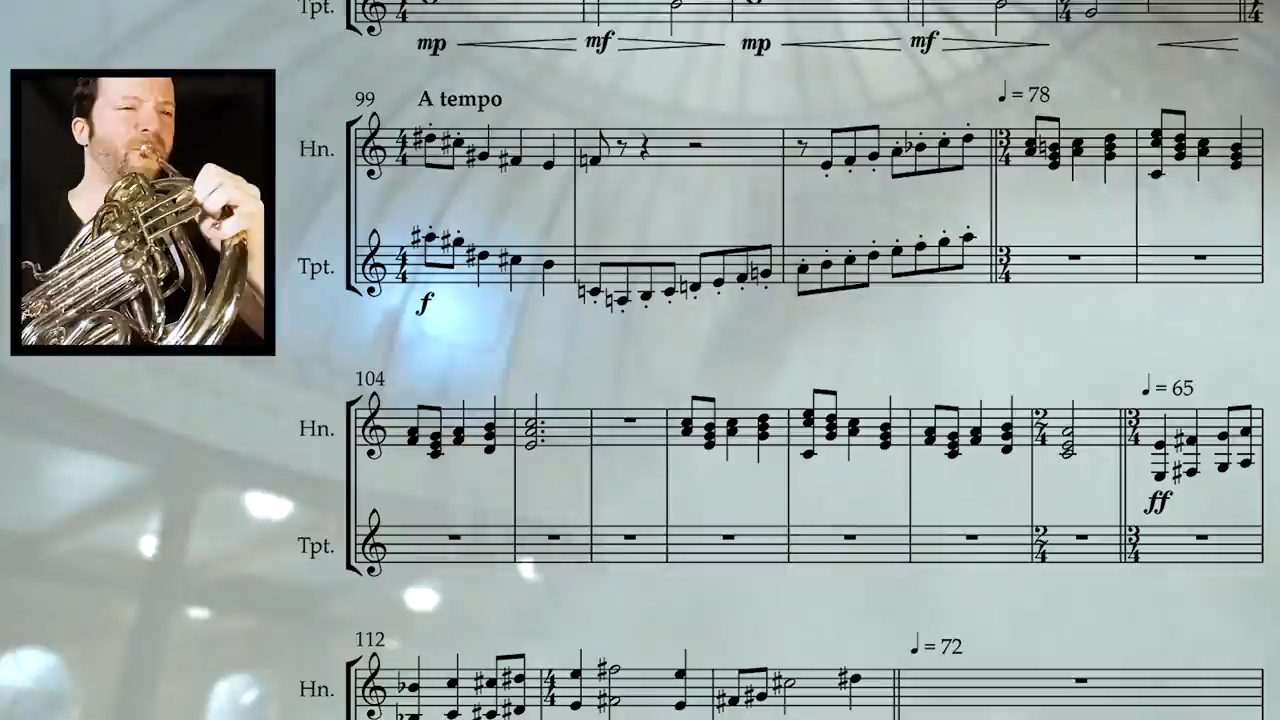 Tpt.
mp mf mp mf
99 A tempo ♩ = 78
Hn.
Tpt.
f
104 ♩ = 65
Hn.
ff
Tpt.
112 ♩ = 72
Hn.